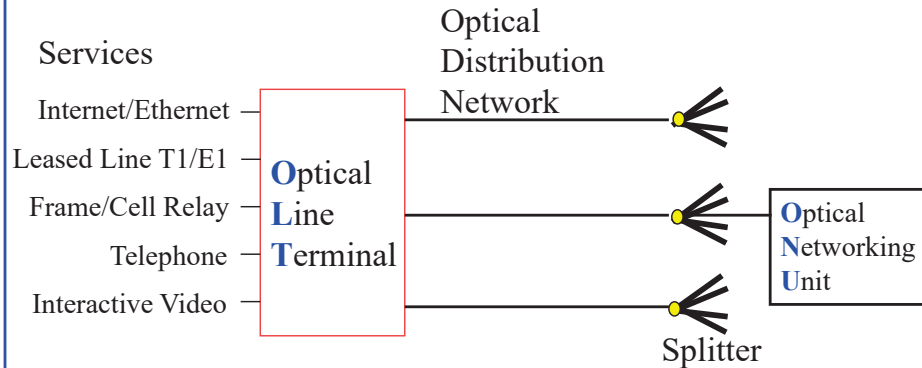 Services
Internet/Ethernet
Leased Line T1/E1
Frame/Cell Relay
Telephone
Interactive Video
Optical
Line
Terminal
Optical
Distribution
Network
Splitter
Optical
Networking
Unit